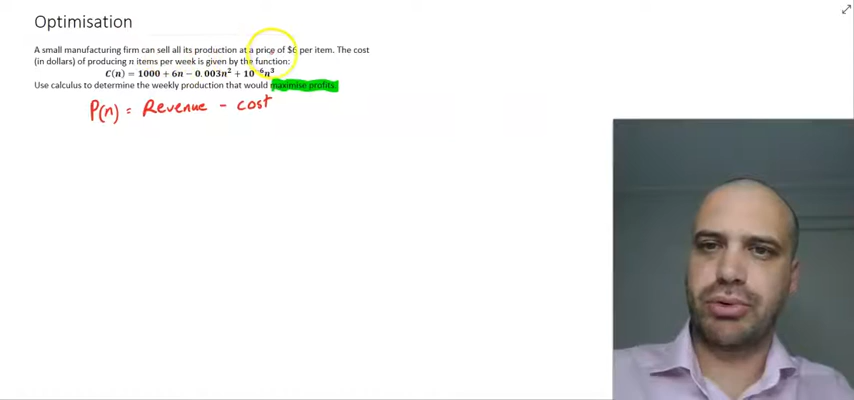 Optimisation
A small manufacturing firm can sell all its production at a price of $6 per item. The cost
(in dollars) of producing n items per week is given by the function:
C(n) = 1000 + 6n − 0.003n² + 10⁻⁶n³
Use calculus to determine the weekly production that would maximise profits.
P(n) = Revenue - cost